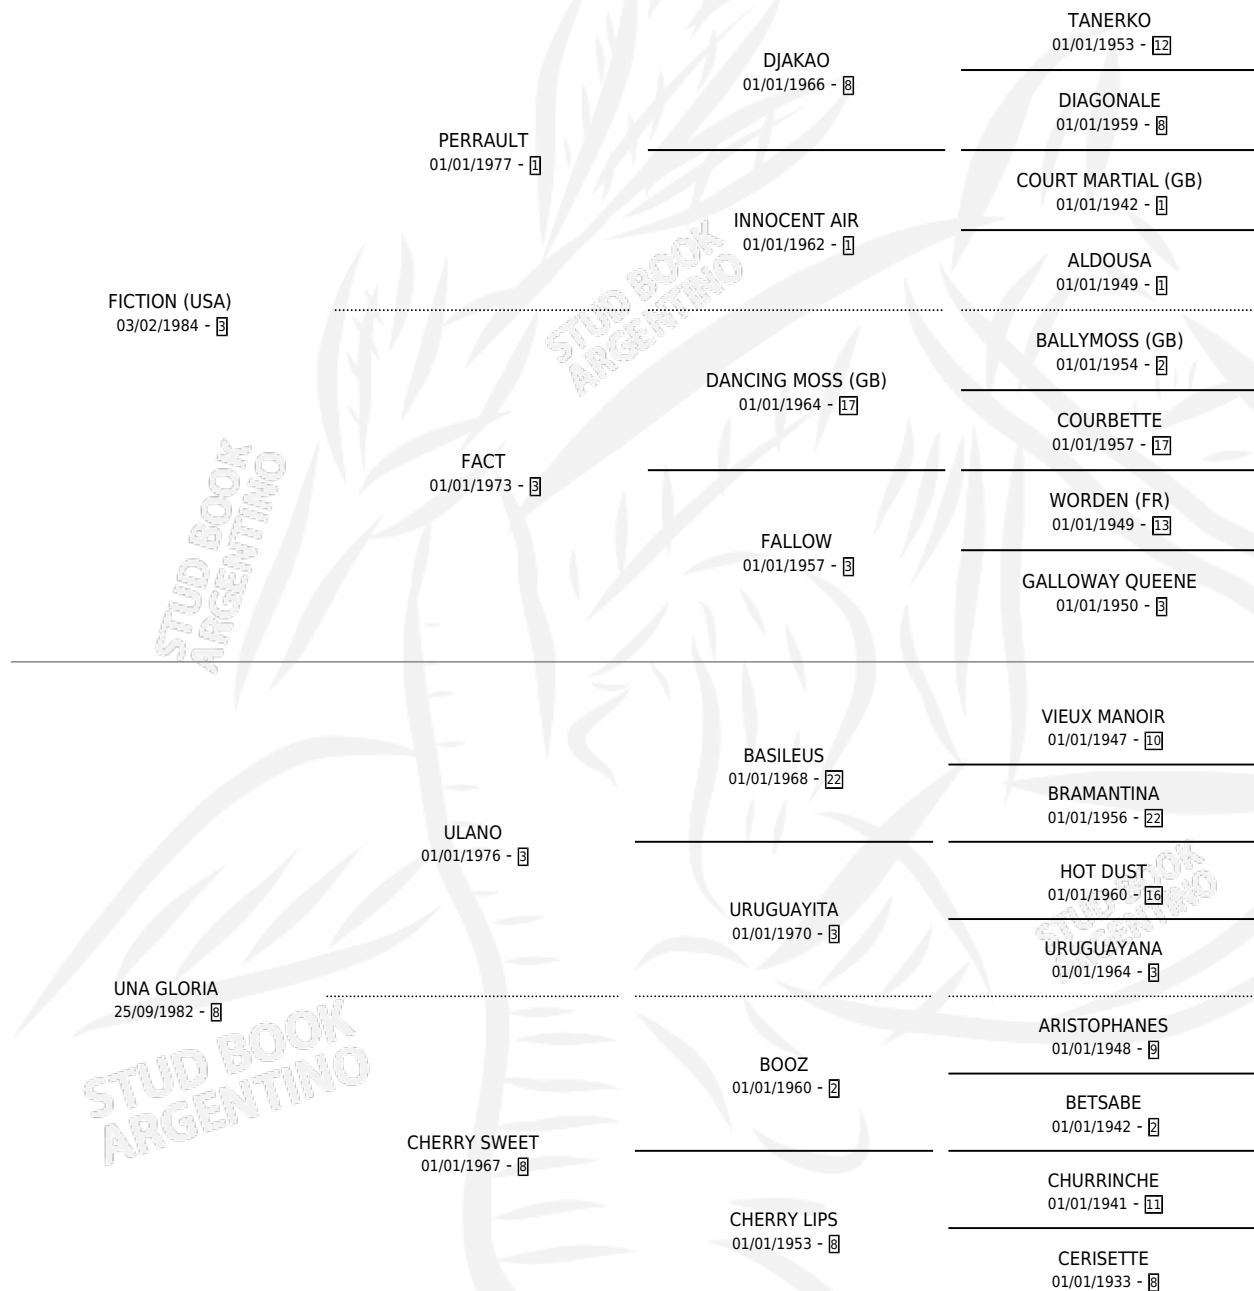 TANERKO
01/01/1953 - 12
DJAKAO
01/01/1966 - 8
DIAGONALE
01/01/1959 - 8
PERRAULT
01/01/1977 - 1
COURT MARTIAL (GB)
01/01/1942 - 1
INNOCENT AIR
01/01/1962 - 1
ALDOUSA
01/01/1949 - 1
FICTION (USA)
03/02/1984 - 3
BALLYMOSS (GB)
01/01/1954 - 2
DANCING MOSS (GB)
01/01/1964 - 17
COURBETTE
01/01/1957 - 17
FACT
01/01/1973 - 3
WORDEN (FR)
01/01/1949 - 13
FALLOW
01/01/1957 - 3
GALLOWAY QUEENE
01/01/1950 - 3
VIEUX MANOIR
01/01/1947 - 10
BASILEUS
01/01/1968 - 22
BRAMANTINA
01/01/1956 - 22
ULANO
01/01/1976 - 3
HOT DUST
01/01/1960 - 16
URUGUAYITA
01/01/1970 - 3
URUGUAYANA
01/01/1964 - 3
UNA GLORIA
25/09/1982 - 8
ARISTOPHANES
01/01/1948 - 9
BOOZ
01/01/1960 - 2
BETSABE
01/01/1942 - 2
CHERRY SWEET
01/01/1967 - 8
CHURRINCHE
01/01/1941 - 11
CHERRY LIPS
01/01/1953 - 8
CERISETTE
01/01/1933 - 8
STUD BOOK
ARGENTINO
STUD BOOK
ARGENTINO
STUD BOOK
ARGENTINO
STUD BOOK
ARGENTINO